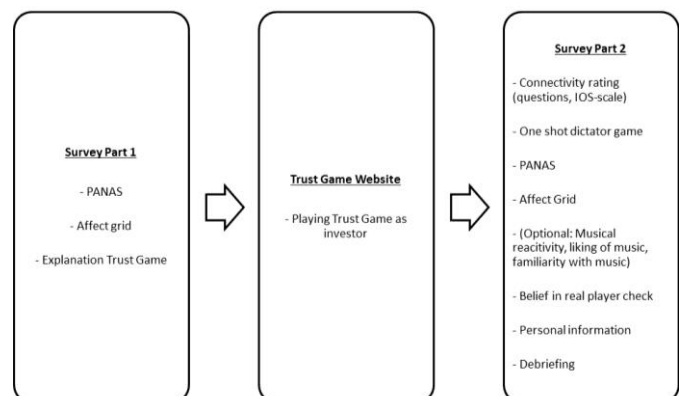 Survey Part 1
- PANAS
- Affect grid
- Explanation Trust Game
Trust Game Website
- Playing Trust Game as
investor
Survey Part 2
- Connectivity rating
(questions, IOS-scale)
- One shot dictator game
- PANAS
- Affect Grid
- (Optional: Musical
reacitivity, liking of music,
familiarity with music)
- Belief in real player check
- Personal information
- Debriefing